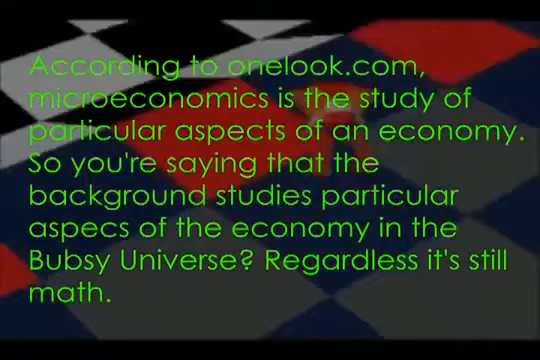 According to onelook.com,
microeconomics is the study of
particular aspects of an economy.
So you're saying that the
background studies particular
aspecs of the economy in the
Bubsy Universe? Regardless it's still
math.